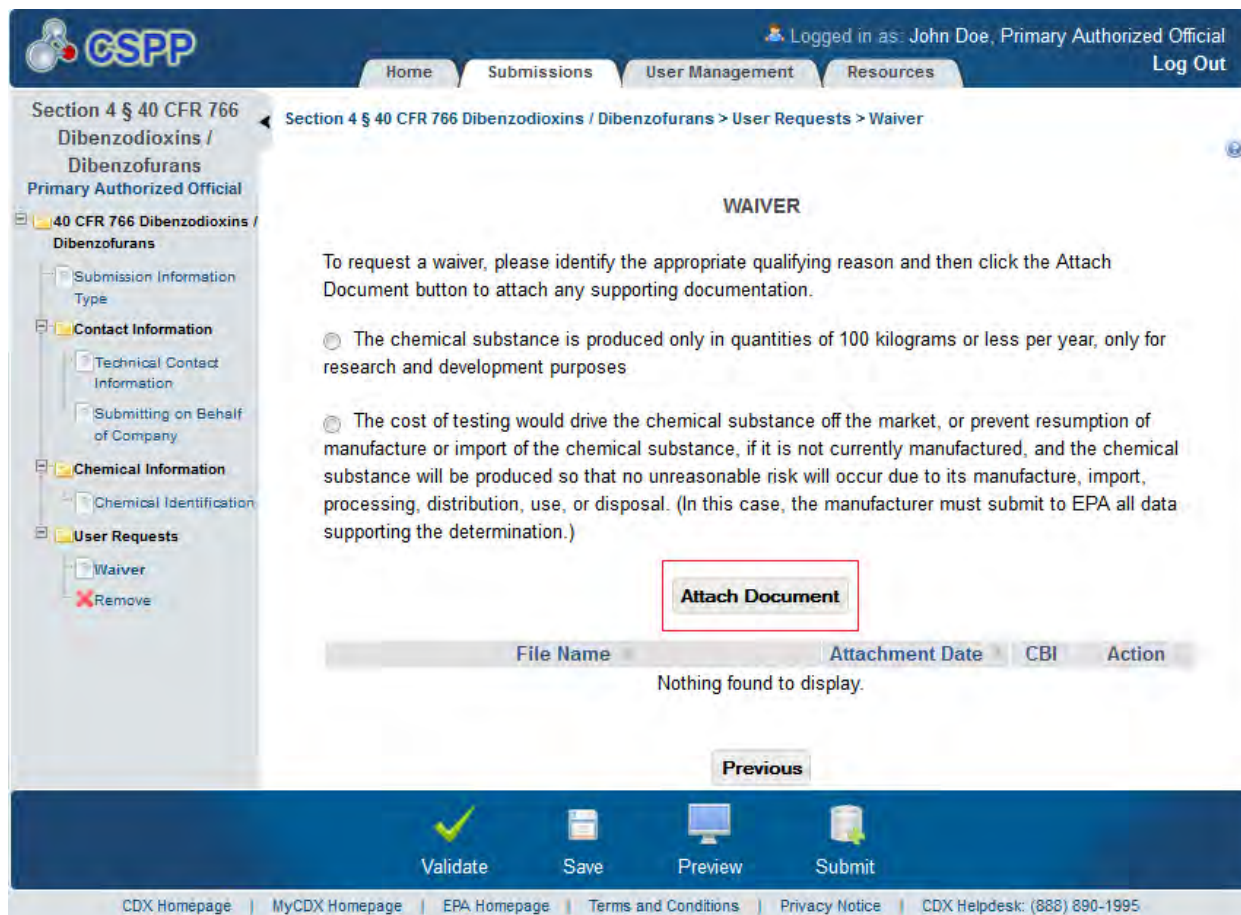 CSPP
Logged in as: John Doe, Primary Authorized Official
Log Out
Home Submissions User Management Resources
Section 4 § 40 CFR 766
Dibenzodioxins /
Dibenzofurans
Primary Authorized Official
40 CFR 766 Dibenzodioxins /
Dibenzofurans
Submission Information
Type
Contact Information
Technical Contact
Information
Submitting on Behalf
of Company
Chemical Information
Chemical Identification
User Requests
Waiver
Remove
Section 4 § 40 CFR 766 Dibenzodioxins / Dibenzofurans > User Requests > Waiver
WAIVER
To request a waiver, please identify the appropriate qualifying reason and then click the Attach
Document button to attach any supporting documentation.
The chemical substance is produced only in quantities of 100 kilograms or less per year, only for
research and development purposes
The cost of testing would drive the chemical substance off the market, or prevent resumption of
manufacture or import of the chemical substance, if it is not currently manufactured, and the chemical
substance will be produced so that no unreasonable risk will occur due to its manufacture, import,
processing, distribution, use, or disposal. (In this case, the manufacturer must submit to EPA all data
supporting the determination.)
Attach Document
File Name Attachment Date CBI Action
Nothing found to display.
Previous
Validate Save Preview Submit
CDX Homepage | MyCDX Homepage | EPA Homepage | Terms and Conditions | Privacy Notice | CDX Helpdesk: (888) 890-1995